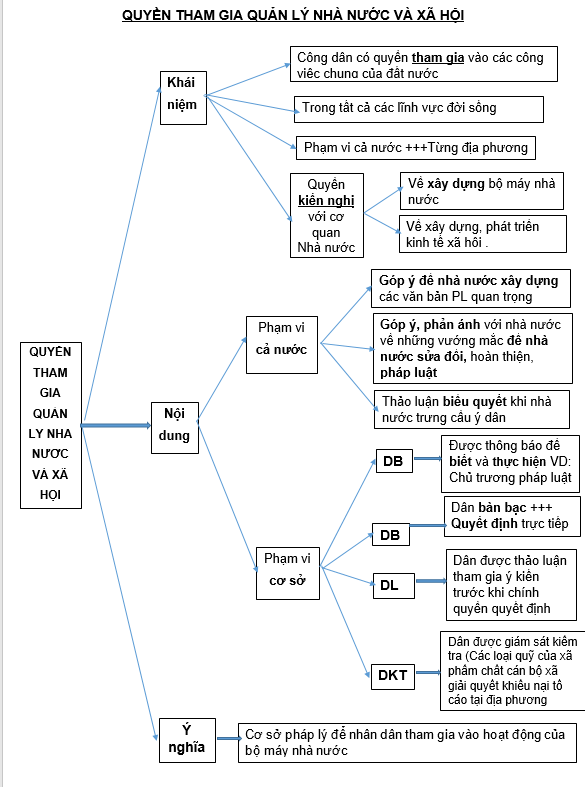 QUYỀN THAM GIA QUẢN LÝ NHÀ NƯỚC VÀ XÃ HỘI
Khái
niệm
Công dân có quyền tham gia vào các công
việc chung của đất nước
Trong tất cả các lĩnh vực đời sống
Phạm vi cả nước +++Từng địa phương
Quyền
kiến nghị
với cơ
quan
Nhà nước
Về xây dựng bộ máy nhà
nước
Về xây dựng, phát triển
kinh tế xã hôi .
QUYỀN
THAM
GIA
QUẢN
LÝ NHÀ
NƯỚC
VÀ XÃ
HỘI
Nội
dung
Phạm vi
cả nước
Góp ý để nhà nước xây dựng
các văn bản PL quan trọng
Góp ý, phản ánh với nhà nước
về những vướng mắc để nhà
nước sửa đổi, hoàn thiện,
pháp luật
Thảo luận biểu quyết khi nhà
nước trưng cầu ý dân
Phạm vi
cơ sở
DB
Được thông báo để
biết và thực hiện VD:
Chủ trương pháp luật
DB
Dân bàn bạc +++
Quyết định trực tiếp
DL
Dân được thảo luận
tham gia ý kiến
trước khi chính
quyền quyết định
DKT
Dân được giám sát kiểm
tra (Các loại quỹ của xã
phẩm chất cán bộ xã
giải quyết khiếu nại tố
cáo tại địa phương
Ý
nghĩa
Cơ sở pháp lý để nhân dân tham gia vào hoạt động của
bộ máy nhà nước